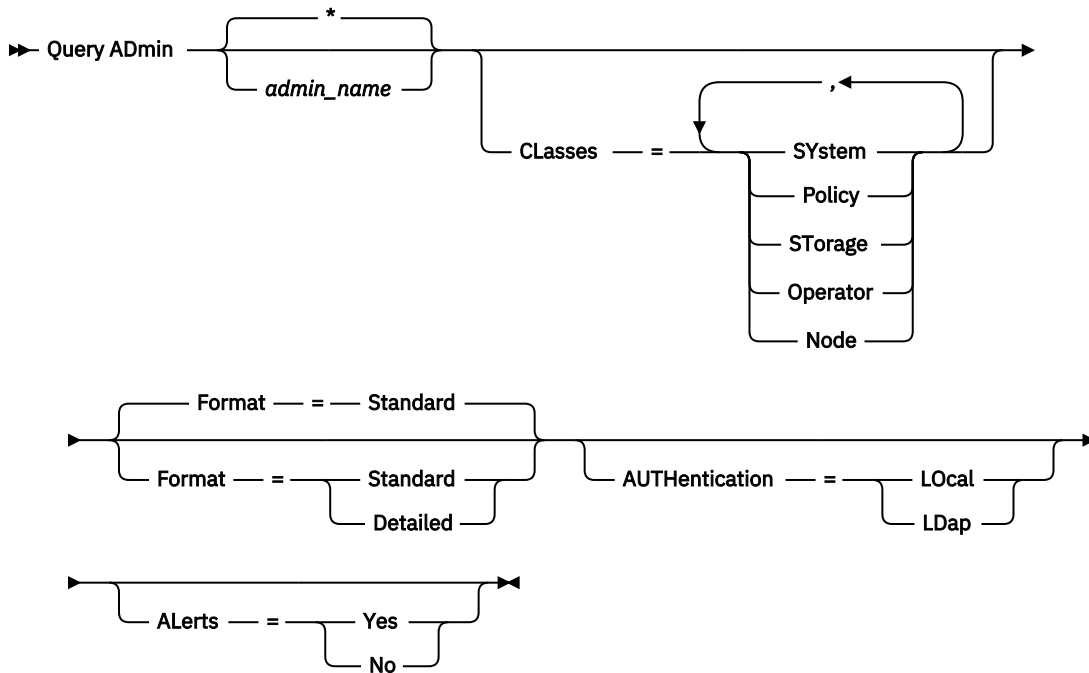 *
Query ADmin
admin_name
,
CLasses = SYstem
Policy
STorage
Operator
Node
Format = Standard
Format = Standard
Detailed
AUTHentication = LOcal
LDap
ALerts = Yes
No